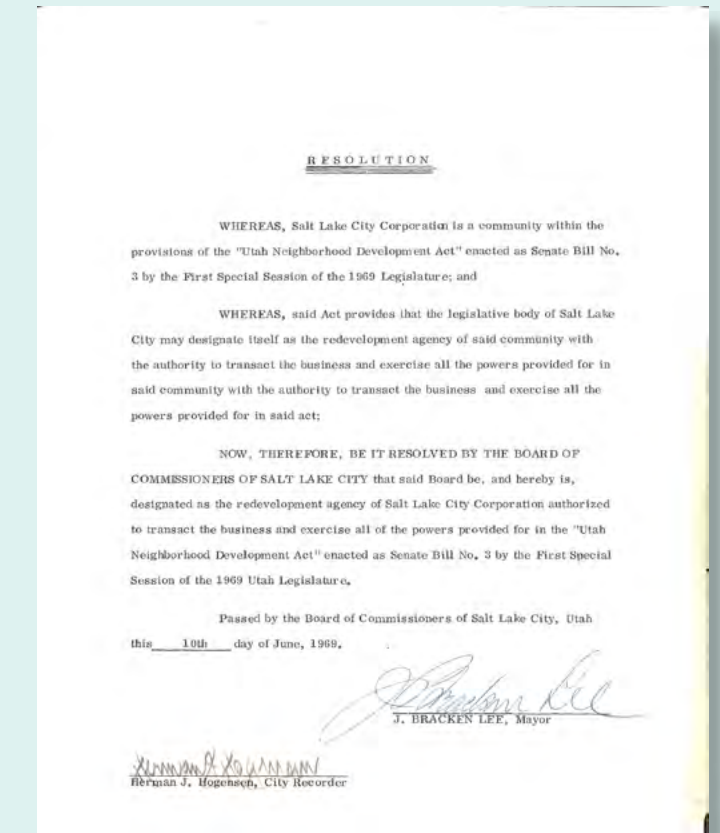 RESOLUTION
WHEREAS, Salt Lake City Corporation is a community within the
provisions of the "Utah Neighborhood Development Act" enacted as Senate Bill No.
3 by the First Special Session of the 1969 Legislature; and
WHEREAS, said Act provides that the legislative body of Salt Lake
City may designate itself as the redevelopment agency of said community with
the authority to transact the business and exercise all the powers provided for in
said community with the authority to transact the business and exercise all the
powers provided for in said act;
NOW, THEREFORE, BE IT RESOLVED BY THE BOARD OF
COMMISSIONERS OF SALT LAKE CITY that said Board be, and hereby is,
designated as the redevelopment agency of Salt Lake City Corporation authorized
to transact the business and exercise all of the powers provided for in the "Utah
Neighborhood Development Act" enacted as Senate Bill No. 3 by the First Special
Session of the 1969 Utah Legislature.
Passed by the Board of Commissioners of Salt Lake City, Utah
this 10th day of June, 1969.
J. Bracken Lee
J. BRACKEN LEE, Mayor
Herman J. Hogensen, City Recorder